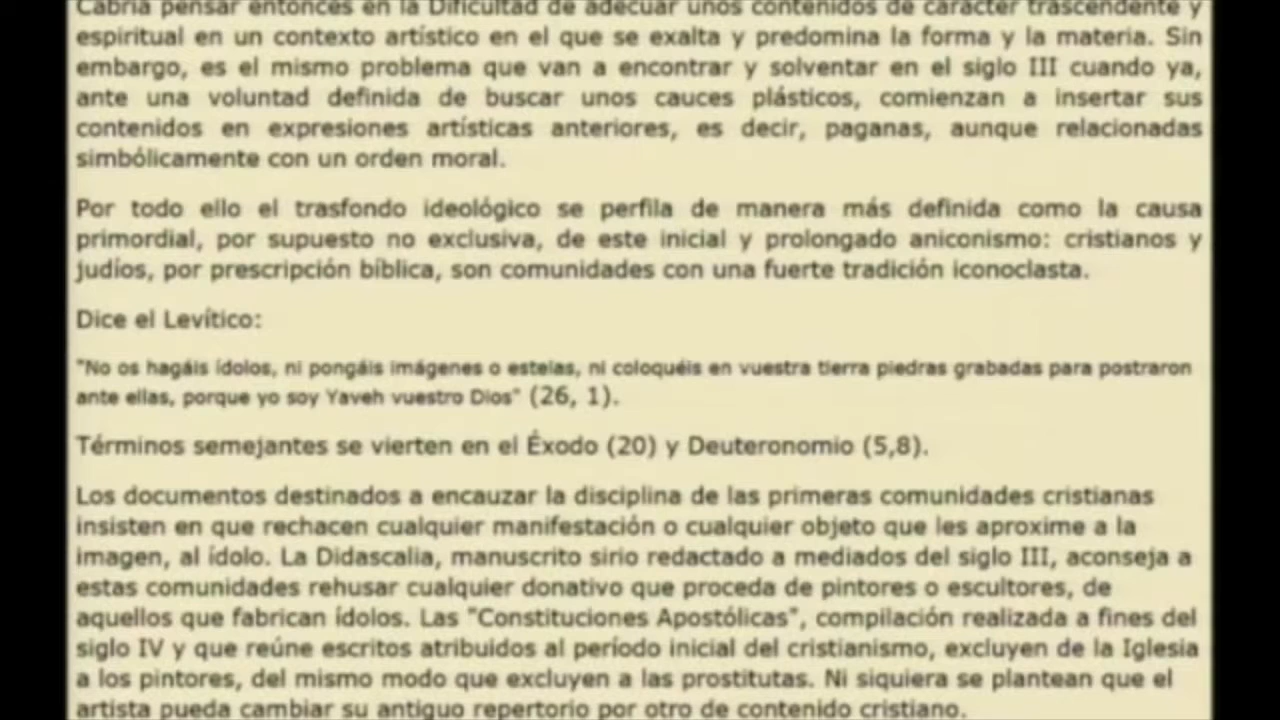 Cabría pensar entonces en la Dificultad de adecuar unos contenidos de carácter trascendente y
espiritual en un contexto artístico en el que se exalta y predomina la forma y la materia. Sin
embargo, es el mismo problema que van a encontrar y solventar en el siglo III cuando ya,
ante una voluntad definida de buscar unos cauces plásticos, comienzan a insertar sus
contenidos en expresiones artísticas anteriores, es decir, paganas, aunque relacionadas
simbólicamente con un orden moral.
Por todo ello el trasfondo ideológico se perfila de manera más definida como la causa
primordial, por supuesto no exclusiva, de este inicial y prolongado aniconismo: cristianos y
judíos, por prescripción bíblica, son comunidades con una fuerte tradición iconoclasta.
Dice el Levítico:
"No os hagáis ídolos, ni pongáis imágenes o estelas, ni coloquéis en vuestra tierra piedras grabadas para postraron
ante ellas, porque yo soy Yaveh vuestro Dios" (26, 1).
Términos semejantes se vierten en el Éxodo (20) y Deuteronomio (5,8).
Los documentos destinados a encauzar la disciplina de las primeras comunidades cristianas
insisten en que rechacen cualquier manifestación o cualquier objeto que les aproxime a la
imagen, al ídolo. La Didascalia, manuscrito sirio redactado a mediados del siglo III, aconseja a
estas comunidades rehusar cualquier donativo que proceda de pintores o escultores, de
aquellos que fabrican ídolos. Las "Constituciones Apostólicas", compilación realizada a fines del
siglo IV y que reúne escritos atribuidos al período inicial del cristianismo, excluyen de la Iglesia
a los pintores, del mismo modo que excluyen a las prostitutas. Ni siquiera se plantean que el
artista pueda cambiar su antiguo repertorio por otro de contenido cristiano.